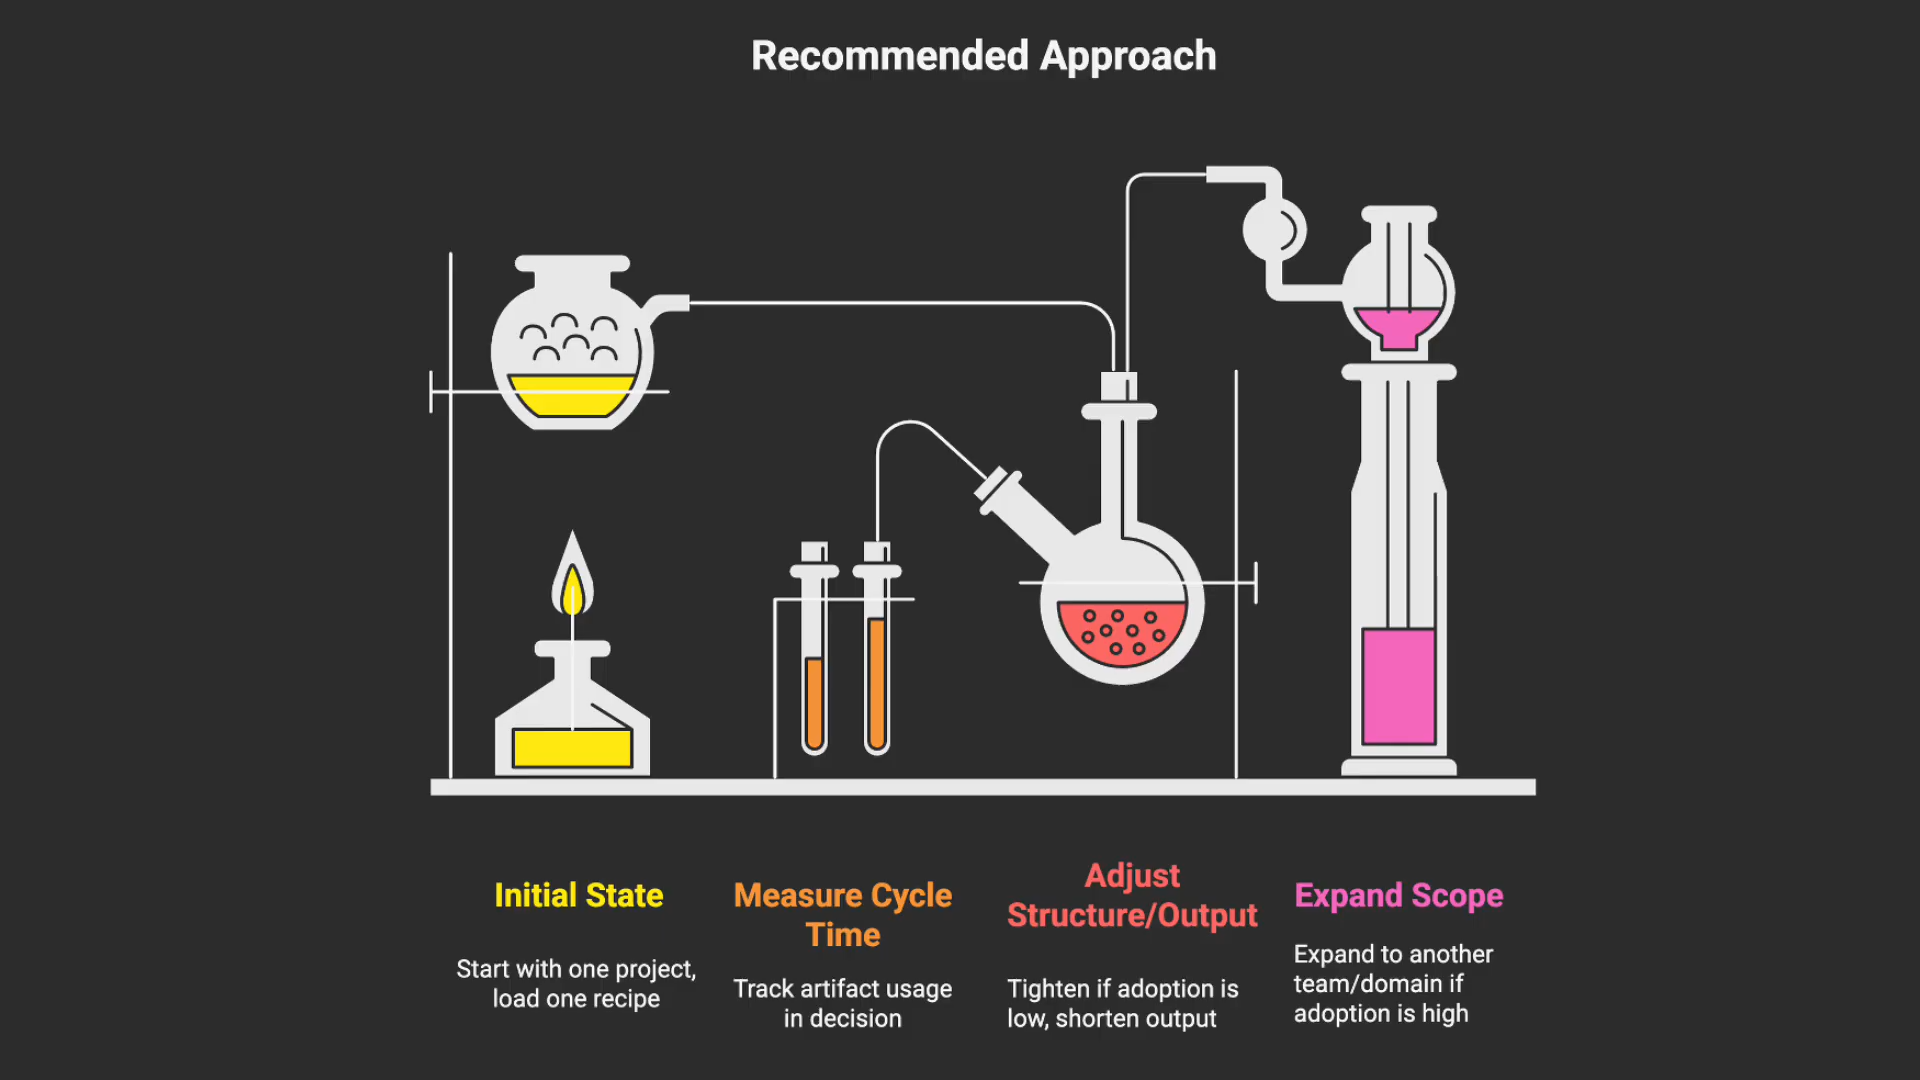 Recommended Approach
Initial State
Start with one project,
load one recipe
Measure Cycle
Time
Track artifact usage
in decision
Adjust
Structure/Output
Tighten if adoption is
low, shorten output
Expand Scope
Expand to another
team/domain if
adoption is high